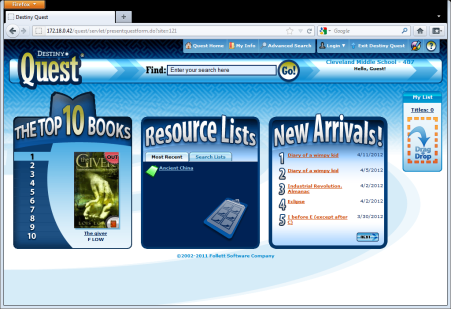 Firefox
Destiny Quest
172.18.0.42/quest/servlet/presentquestform.do?site=121
Google
Quest Home
My Info
Advanced Search
Login
Exit Destiny Quest
DESTINY
Quest
Find:
Enter your search here
Go!
Cleveland Middle School - 402
Hello, Guest!
THE TOP 10 BOOKS
1
2
3
4
5
6
7
8
9
10
OUT
The giver
F LOW
Resource Lists
Most Recent
Search Lists
Ancient China
New Arrivals!
1 Diary of a wimpy kid 4/11/2012
2 Diary of a wimpy kid 4/5/2012
3 Industrial Revolution. Almanac 4/2/2012
4 Eclipse 4/2/2012
5 I before E (except after C) 3/30/2012
My List
Titles: 0
Drag
Drop
©2002-2011 Follett Software Company